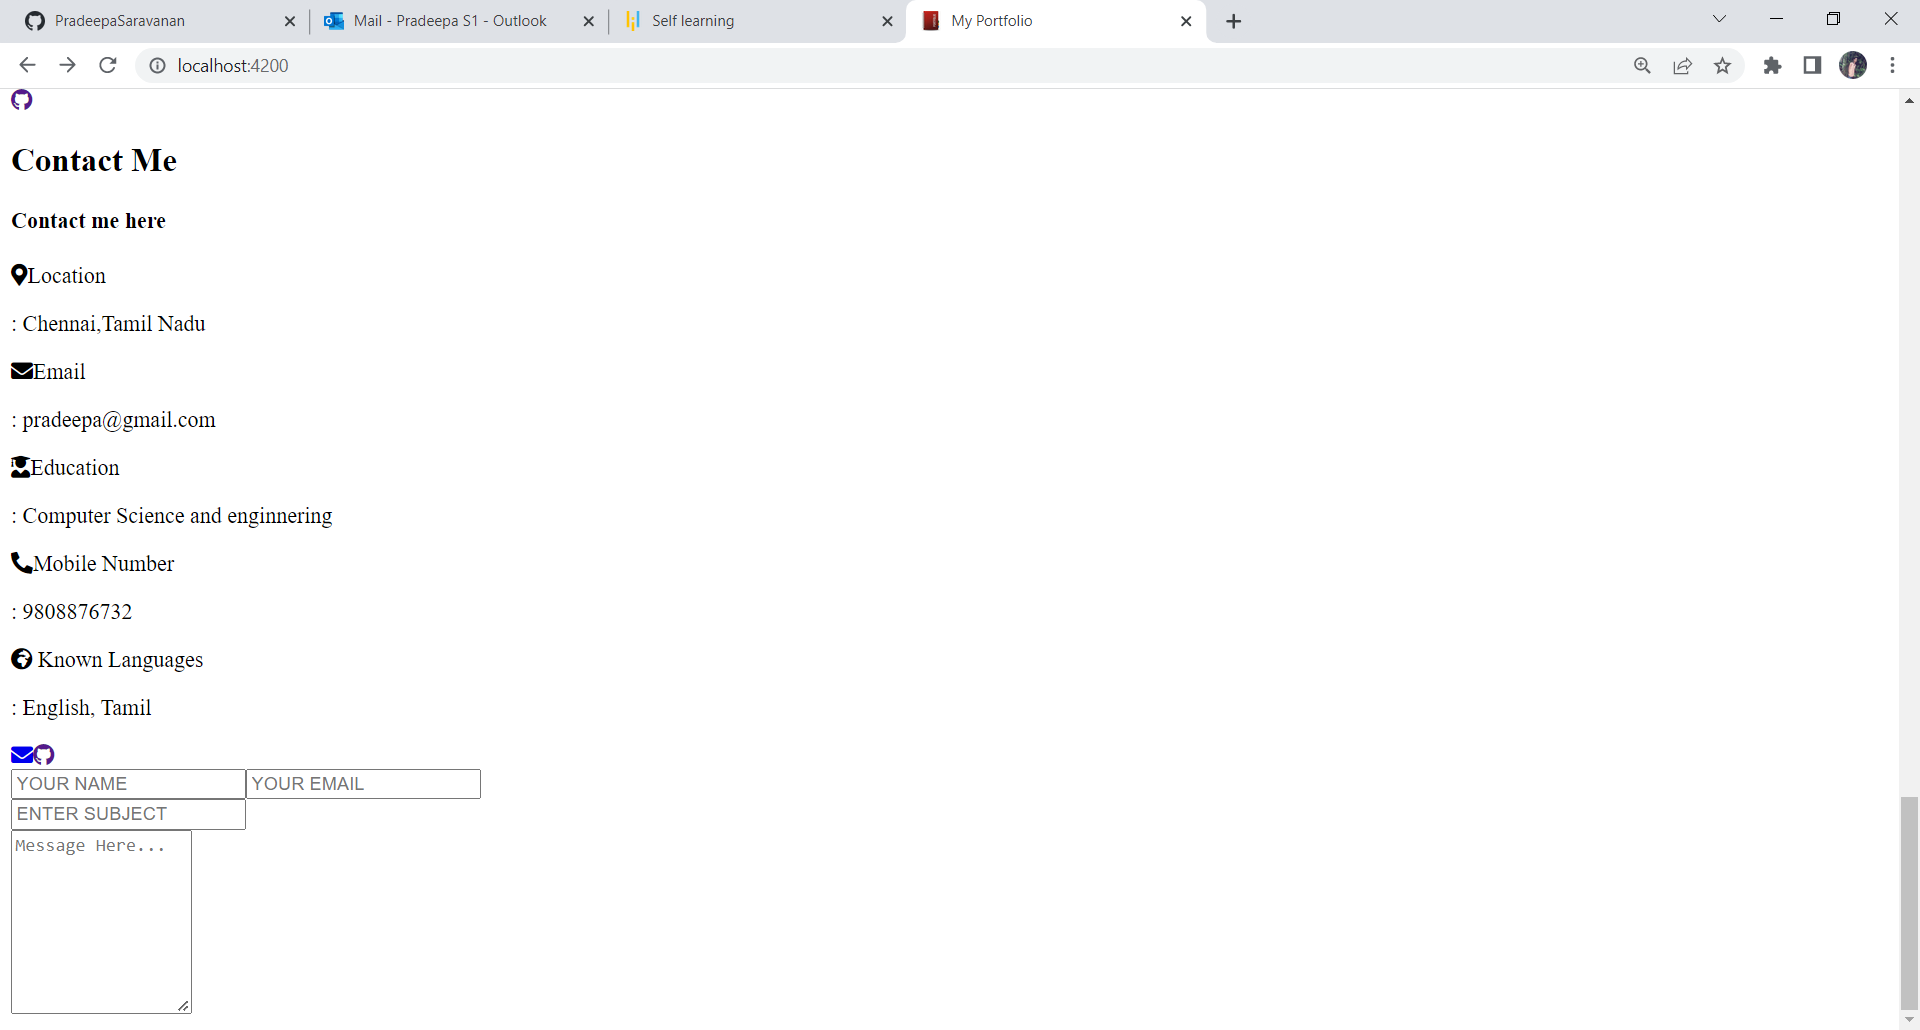 PradeepaSaravanan
Mail - Pradeepa S1 - Outlook
Self learning
My Portfolio
localhost:4200
Contact Me
Contact me here
Location
: Chennai,Tamil Nadu
Email
: pradeepa@gmail.com
Education
: Computer Science and enginnering
Mobile Number
: 9808876732
Known Languages
: English, Tamil
YOUR NAME YOUR EMAIL
ENTER SUBJECT
Message Here...